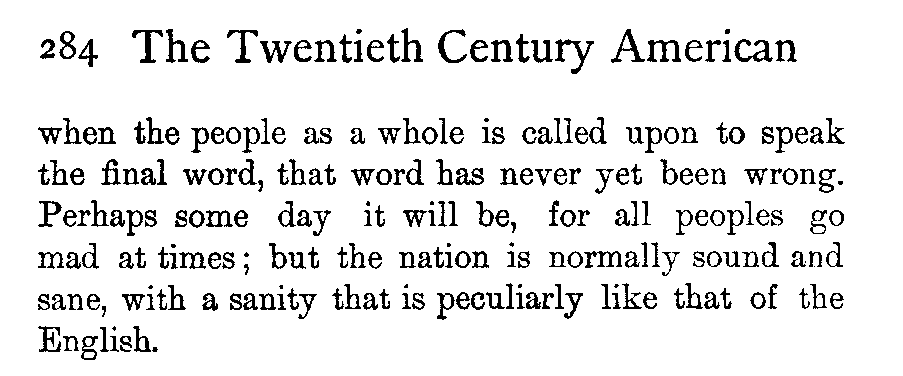 284 The Twentieth Century American
when the people as a whole is called upon to speak
the final word, that word has never yet been wrong.
Perhaps some day it will be, for all peoples go
mad at times; but the nation is normally sound and
sane, with a sanity that is peculiarly like that of the
English.